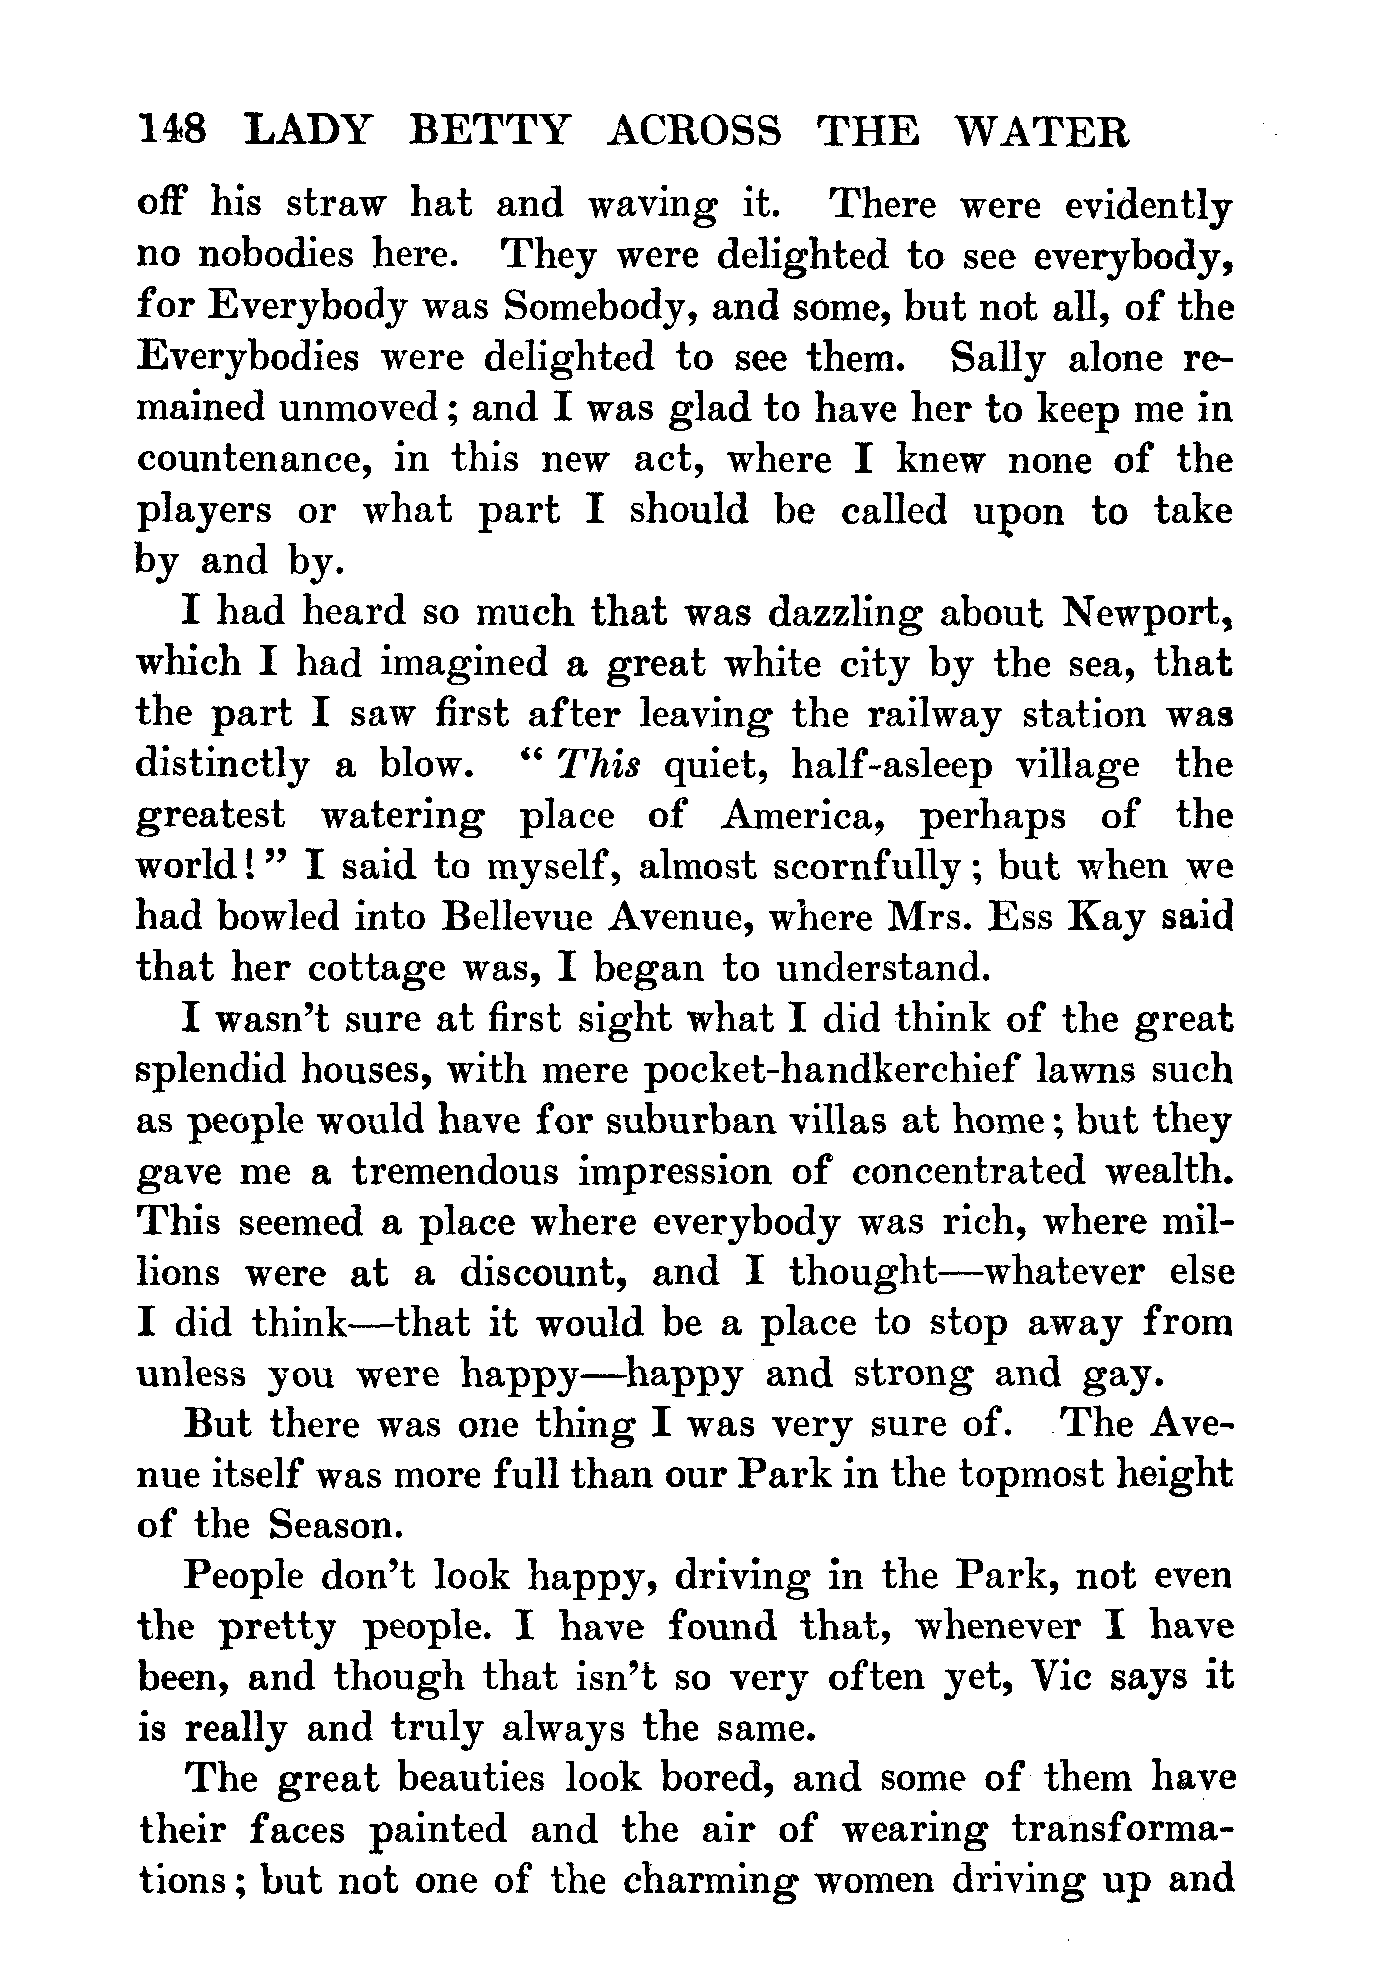 148 LADY BETTY ACROSS THE WATER
off his straw hat and waving it. There were evidently
no nobodies here. They were delighted to see everybody,
for Everybody was Somebody, and some, but not all, of the
Everybodies were delighted to see them. Sally alone re-
mained unmoved; and I was glad to have her to keep me in
countenance, in this new act, where I knew none of the
players or what part I should be called upon to take
by and by.
I had heard so much that was dazzling about Newport,
which I had imagined a great white city by the sea, that
the part I saw first after leaving the railway station was
distinctly a blow. "This quiet, half-asleep village the
greatest watering place of America, perhaps of the
world!" I said to myself, almost scornfully; but when we
had bowled into Bellevue Avenue, where Mrs. Ess Kay said
that her cottage was, I began to understand.
I wasn't sure at first sight what I did think of the great
splendid houses, with mere pocket-handkerchief lawns such
as people would have for suburban villas at home; but they
gave me a tremendous impression of concentrated wealth.
This seemed a place where everybody was rich, where mil-
lions were at a discount, and I thought—whatever else
I did think—that it would be a place to stop away from
unless you were happy—happy and strong and gay.
But there was one thing I was very sure of. The Ave-
nue itself was more full than our Park in the topmost height
of the Season.
People don't look happy, driving in the Park, not even
the pretty people. I have found that, whenever I have
been, and though that isn't so very often yet, Vic says it
is really and truly always the same.
The great beauties look bored, and some of them have
their faces painted and the air of wearing transforma-
tions; but not one of the charming women driving up and